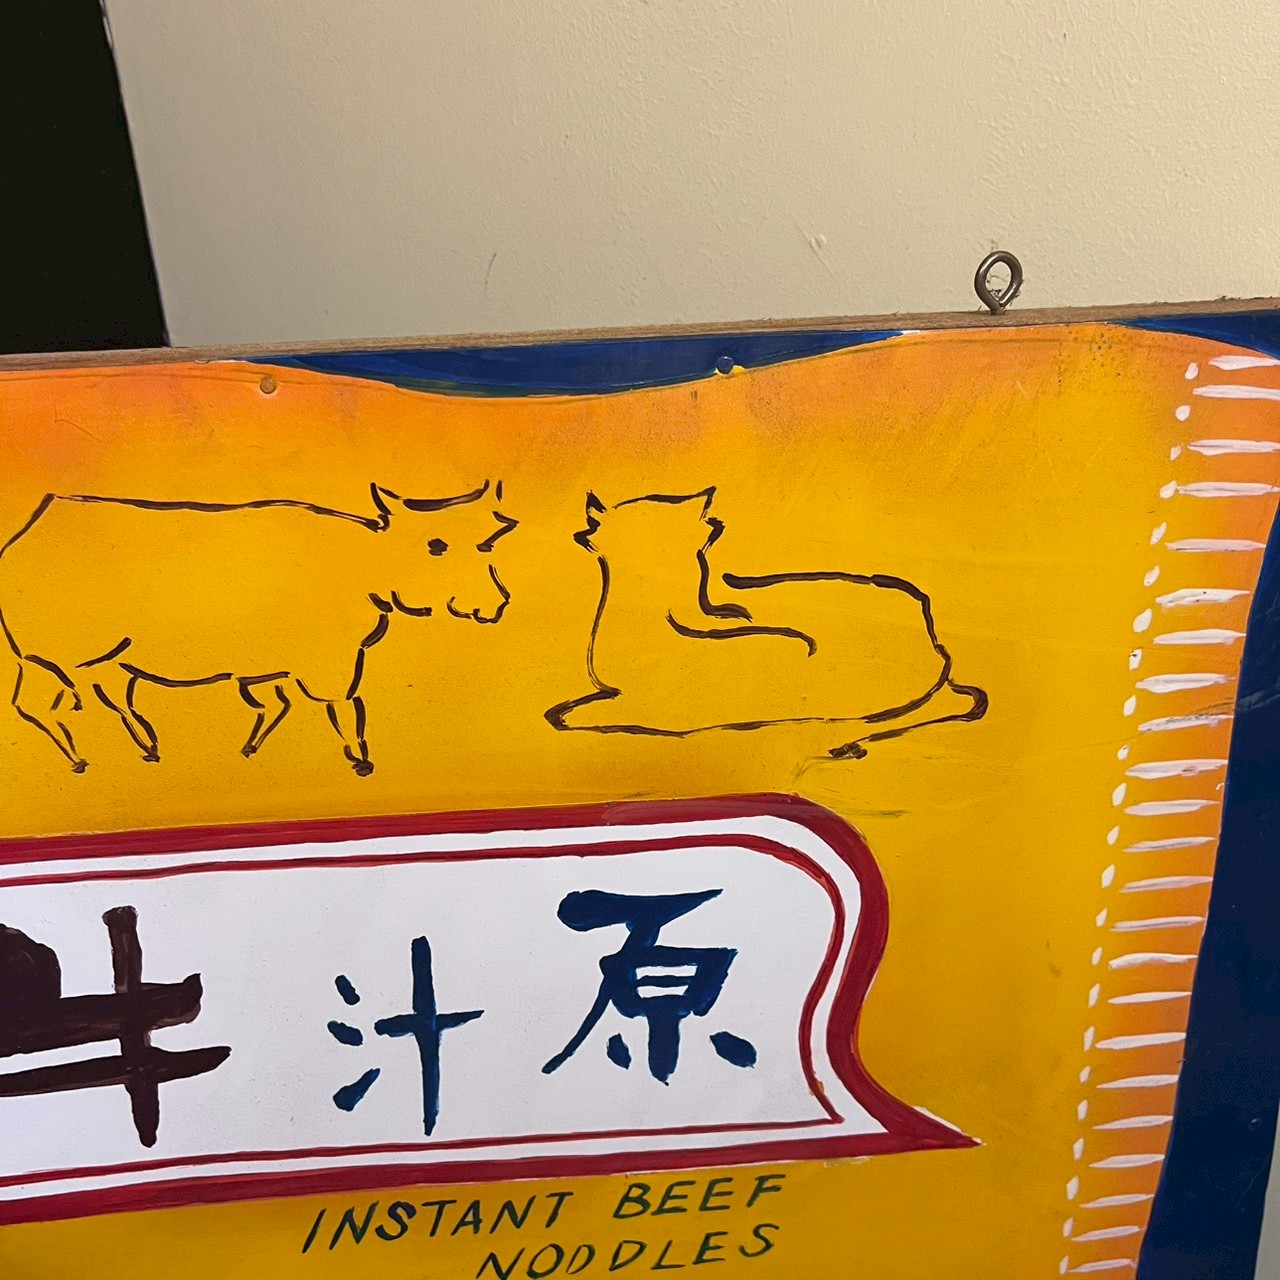 原汁牛
INSTANT BEEF
NODDLES